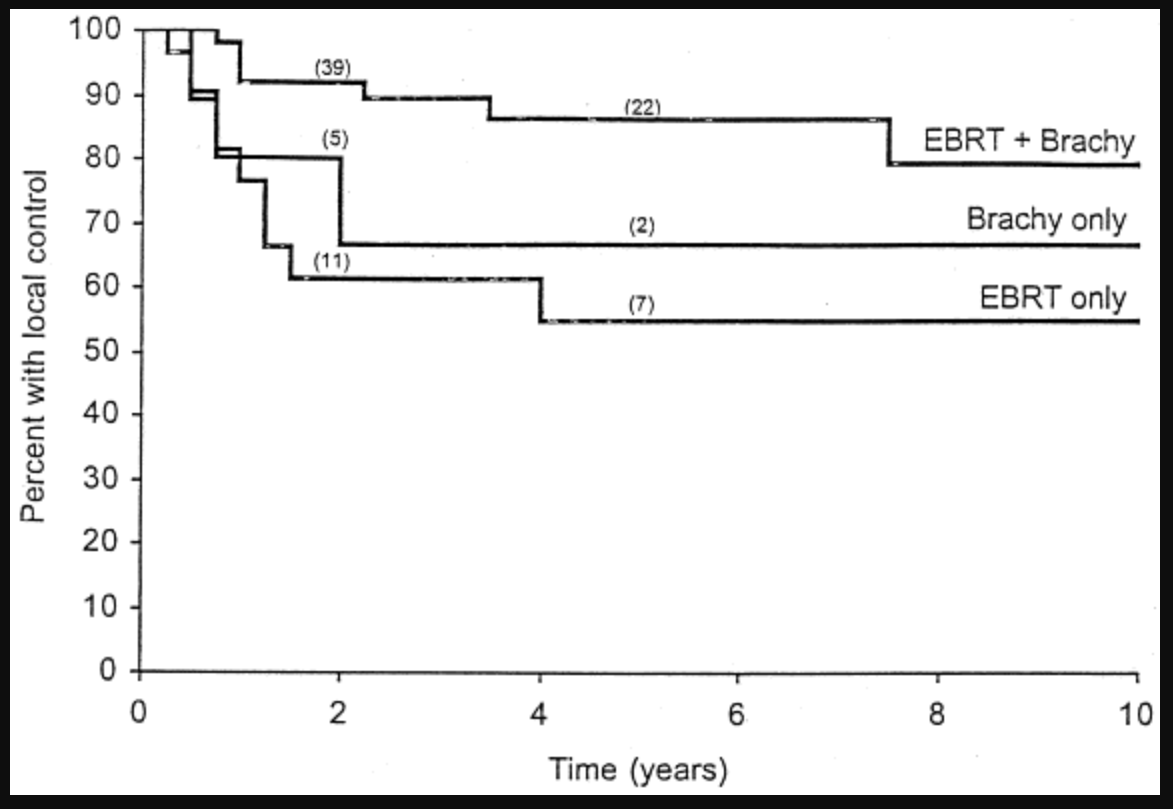 100
90
80
70
60
50
40
30
20
10
0
Percent with local control
(39)
(22)
EBRT + Brachy
(5)
(2)
Brachy only
(11)
(7)
EBRT only
0 2 4 6 8 10
Time (years)